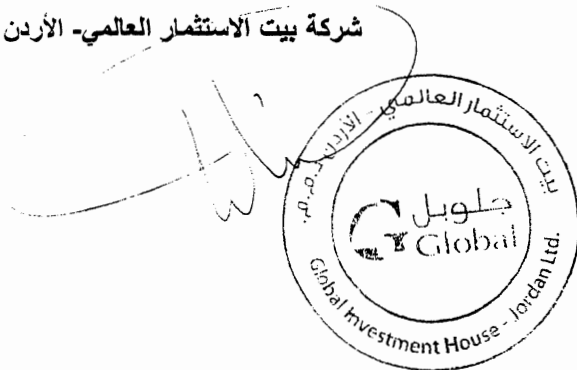 شركة بيت الاستثمار العالمي- الأردن
بيت الاستثمار العالمي - الأردن ذ.م.م.
جلوبل
Global
Global Investment House - Jordan Ltd.